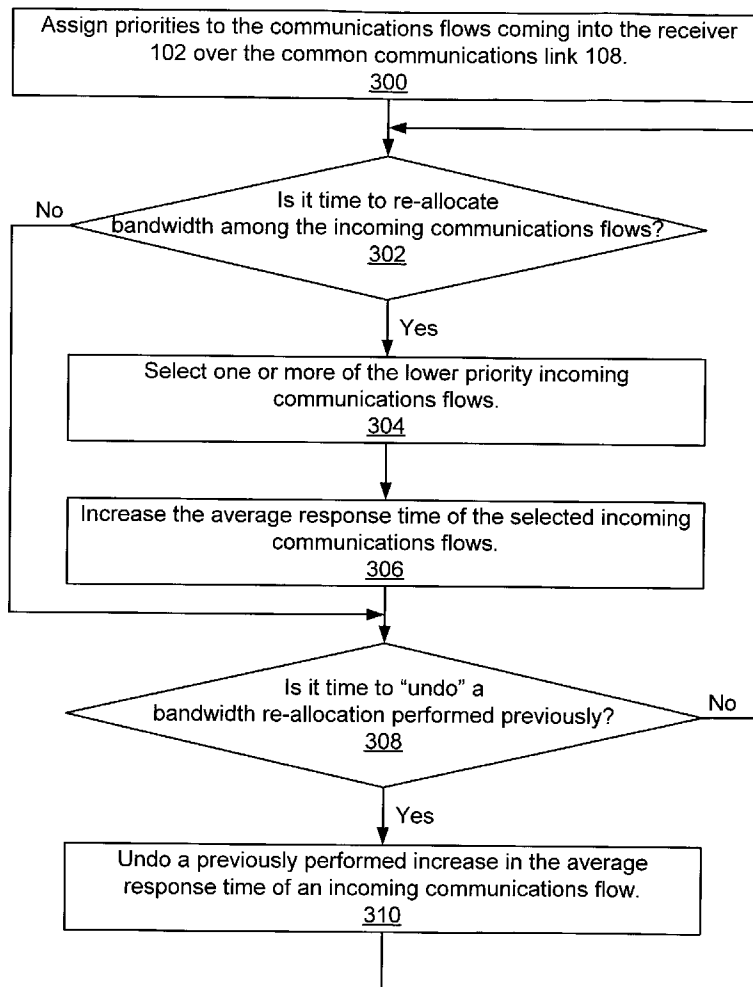 Assign priorities to the communications flows coming into the receiver
102 over the common communications link 108.
300
Is it time to re-allocate
bandwidth among the incoming communications flows?
302
No
Yes
Select one or more of the lower priority incoming
communications flows.
304
Increase the average response time of the selected incoming
communications flows.
306
Is it time to “undo” a
bandwidth re-allocation performed previously?
308
No
Yes
Undo a previously performed increase in the average
response time of an incoming communications flow.
310